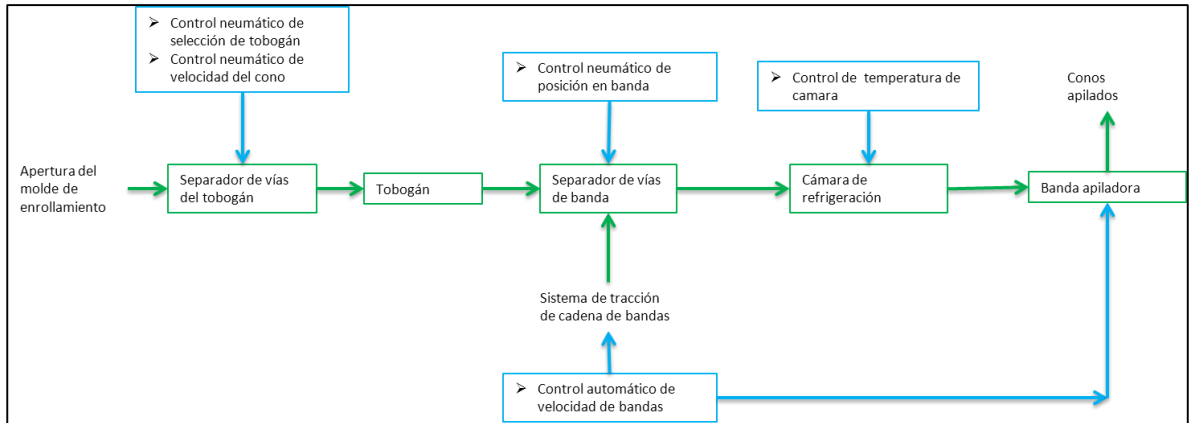 ➢ Control neumático de
selección de tobogán
➢ Control neumático de
velocidad del cono
➢ Control neumático de
posición en banda
➢ Control de temperatura de
camara
Conos
apilados
Apertura del
molde de
enrollamiento
Separador de vías
del tobogán
Tobogán
Separador de vías
de banda
Cámara de
refrigeración
Banda apiladora
Sistema de tracción
de cadena de bandas
➢ Control automático de
velocidad de bandas